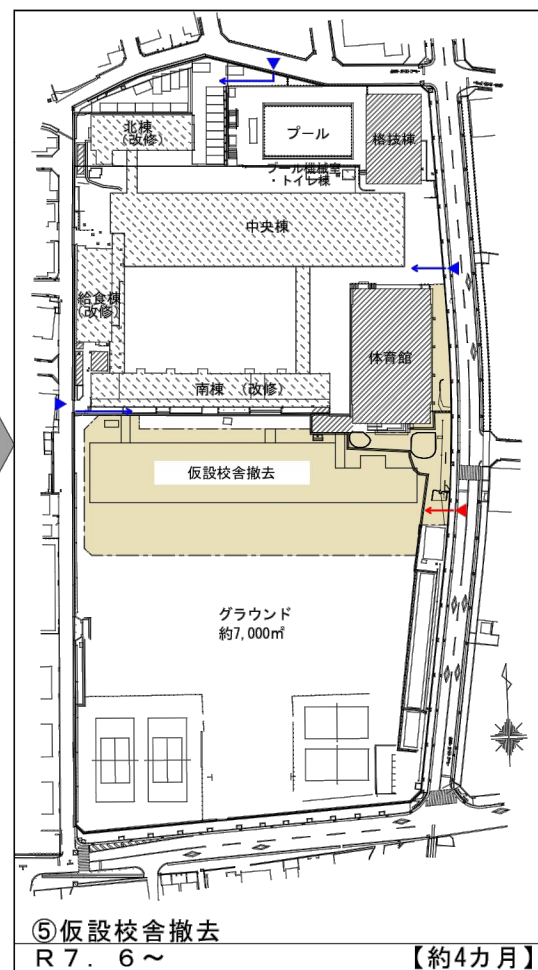 北棟
(改修)
プール
格技棟
プール機械室
・トイレ棟
中央棟
給食棟
(改修)
体育館
南棟 (改修)
仮設校舎撤去
グラウンド
約7,000㎡
⑤仮設校舎撤去
R7. 6~
【約4カ月】